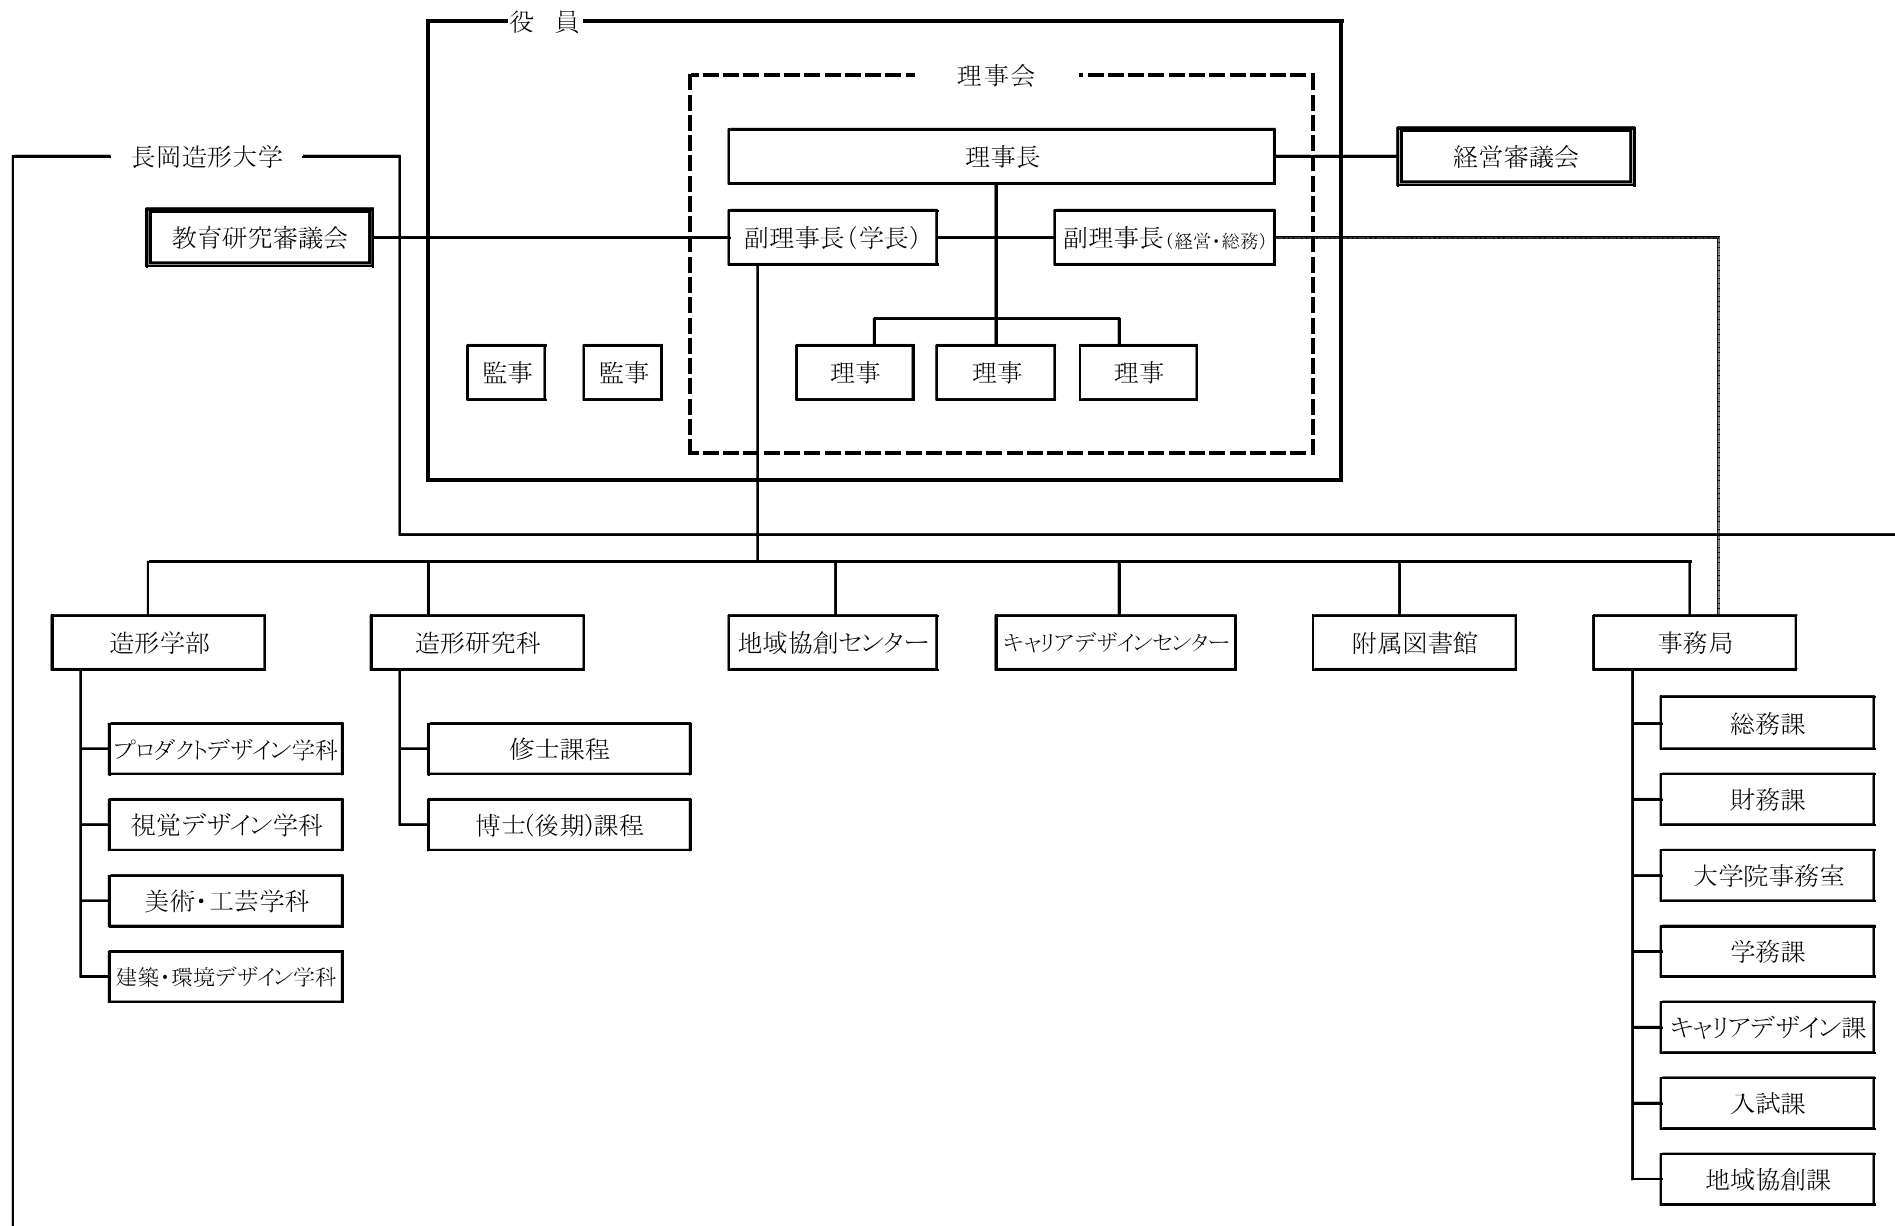 役　員
理事会
長岡造形大学
理事長
経営審議会
教育研究審議会
副理事長（学長）
副理事長（経営・総務）
監事
監事
理事
理事
理事
造形学部
造形研究科
地域協創センター
キャリアデザインセンター
附属図書館
事務局
プロダクトデザイン学科
視覚デザイン学科
美術・工芸学科
建築・環境デザイン学科
修士課程
博士(後期)課程
総務課
財務課
大学院事務室
学務課
キャリアデザイン課
入試課
地域協創課